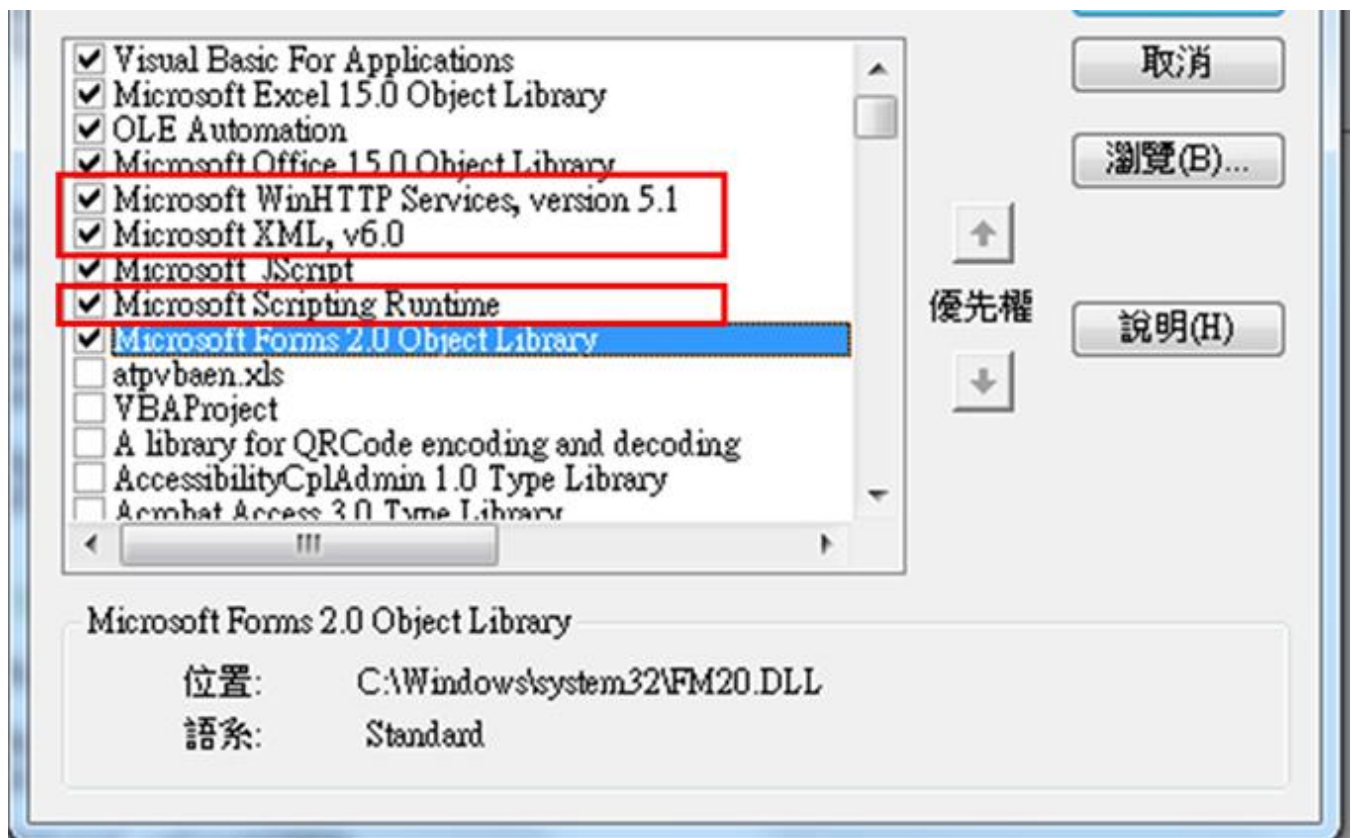 Visual Basic For Applications
Microsoft Excel 15.0 Object Library
OLE Automation
Microsoft Office 15.0 Object Library
Microsoft WinHTTP Services, version 5.1
Microsoft XML, v6.0
Microsoft JScript
Microsoft Scripting Runtime
Microsoft Forms 2.0 Object Library
atpvbaen.xls
VBAProject
A library for QRCode encoding and decoding
AccessibilityCplAdmin 1.0 Type Library
Acrobat Access 3.0 Type Library
取消
瀏覽(B)...
優先權
說明(H)
Microsoft Forms 2.0 Object Library
位置: C:\Windows\system32\FM20.DLL
語系: Standard